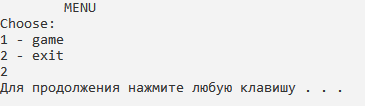 MENU
Choose:
1 - game
2 - exit
2
Для продолжения нажмите любую клавишу . . .